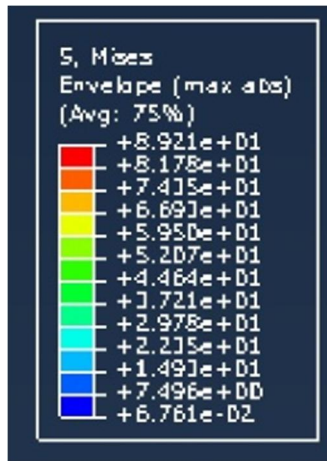 S, Mises
Envelope (max abs)
(Avg: 75%)
+8.921e+01
+8.178e+01
+7.435e+01
+6.693e+01
+5.950e+01
+5.207e+01
+4.464e+01
+3.721e+01
+2.978e+01
+2.235e+01
+1.493e+01
+7.496e+00
+6.761e-02